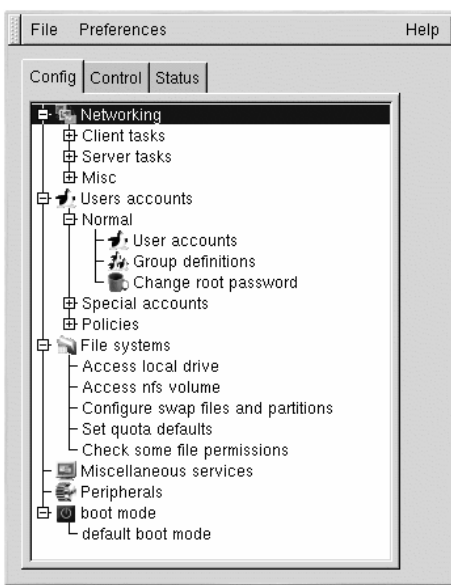 File Preferences Help
Config Control Status
Networking
Client tasks
Server tasks
Misc
Users accounts
Normal
User accounts
Group definitions
Change root password
Special accounts
Policies
File systems
Access local drive
Access nfs volume
Configure swap files and partitions
Set quota defaults
Check some file permissions
Miscellaneous services
Peripherals
boot mode
default boot mode